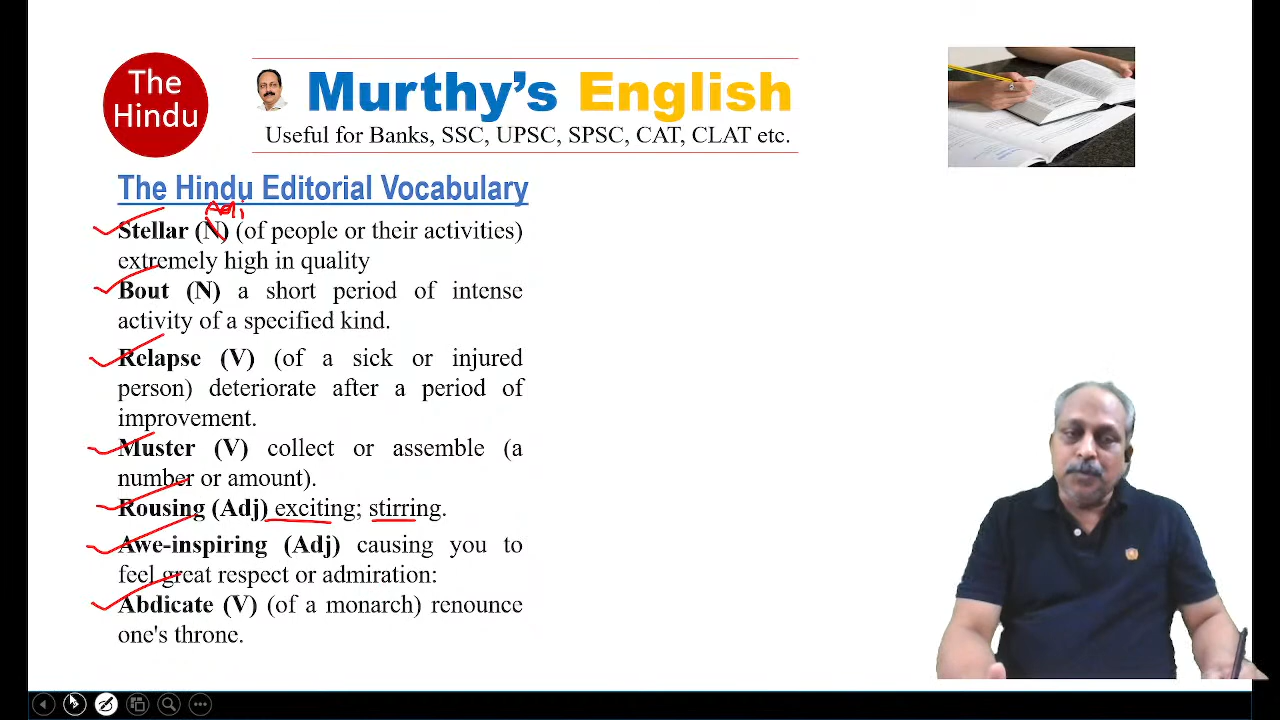 The
Hindu
Murthy's English
Useful for Banks, SSC, UPSC, SPSC, CAT, CLAT etc.
The Hindu Editorial Vocabulary
Adj
Stellar (N) (of people or their activities)
extremely high in quality
Bout (N) a short period of intense
activity of a specified kind.
Relapse (V) (of a sick or injured
person) deteriorate after a period of
improvement.
Muster (V) collect or assemble (a
number or amount).
Rousing (Adj) exciting; stirring.
Awe-inspiring (Adj) causing you to
feel great respect or admiration:
Abdicate (V) (of a monarch) renounce
one's throne.